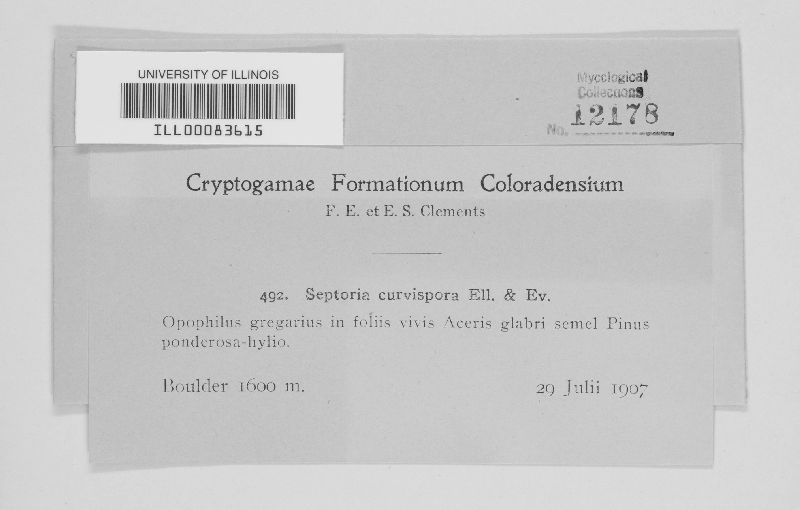 UNIVERSITY OF ILLINOIS
ILL00083615
Mycological
Collections
No. 12178
Cryptogamae Formationum Coloradensium
F. E. et E. S. Clements
492. Septoria curvispora Ell. & Ev.
Opophilus gregarius in foliis vivis Aceris glabri semel Pinus
ponderosa-hylio.
Boulder 1600 m. 29 Julii 1907